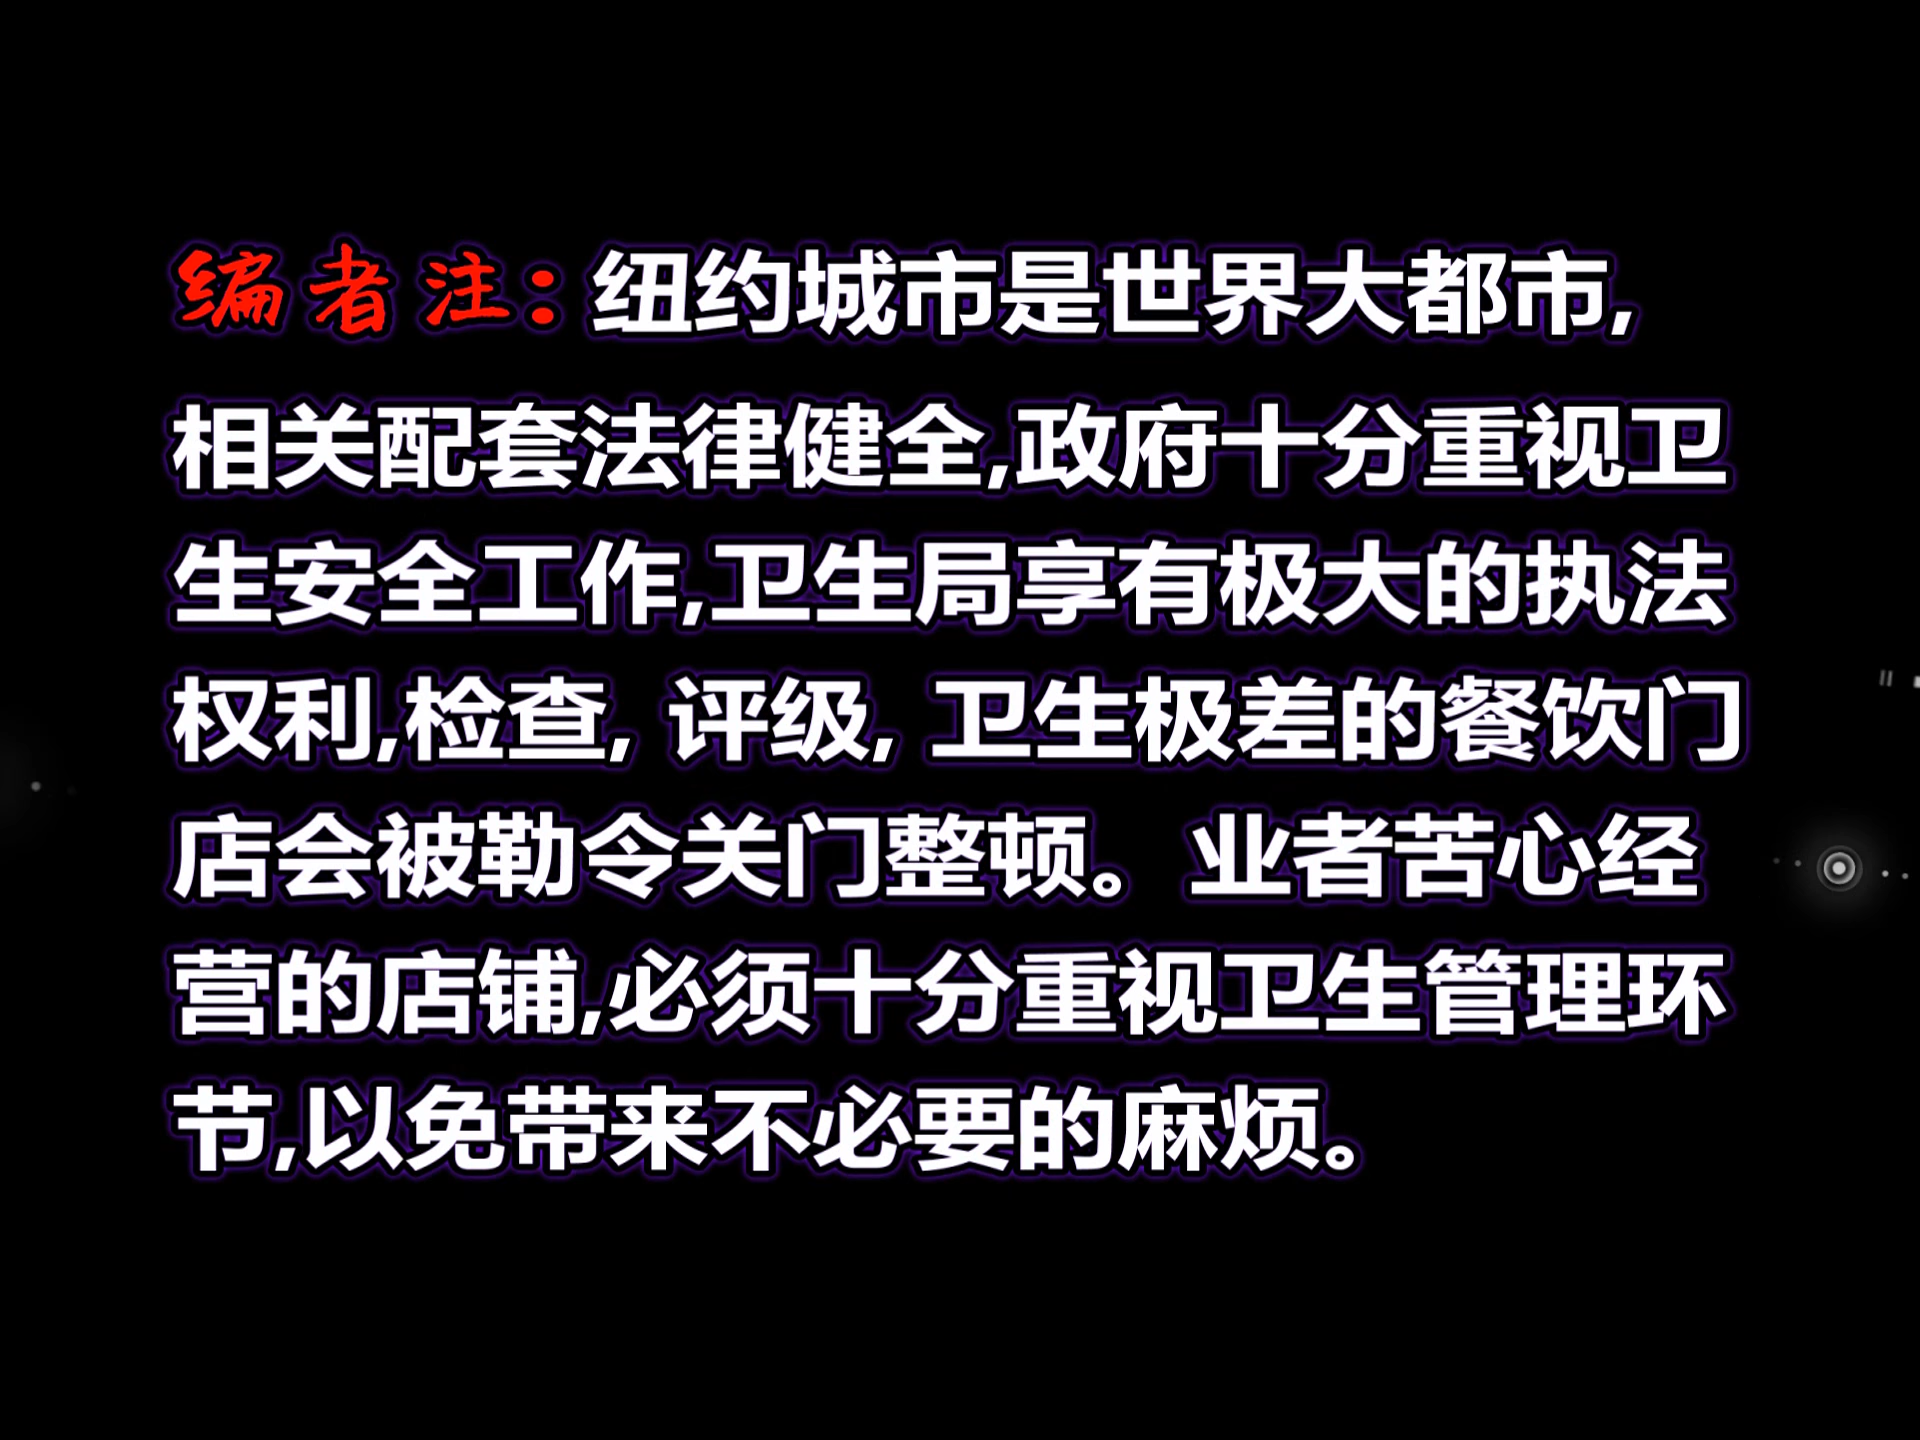 编者注:纽约城市是世界大都市,
相关配套法律健全,政府十分重视卫
生安全工作,卫生局享有极大的执法
权利,检查, 评级, 卫生极差的餐饮门
店会被勒令关门整顿。 业者苦心经
营的店铺,必须十分重视卫生管理环
节,以免带来不必要的麻烦。